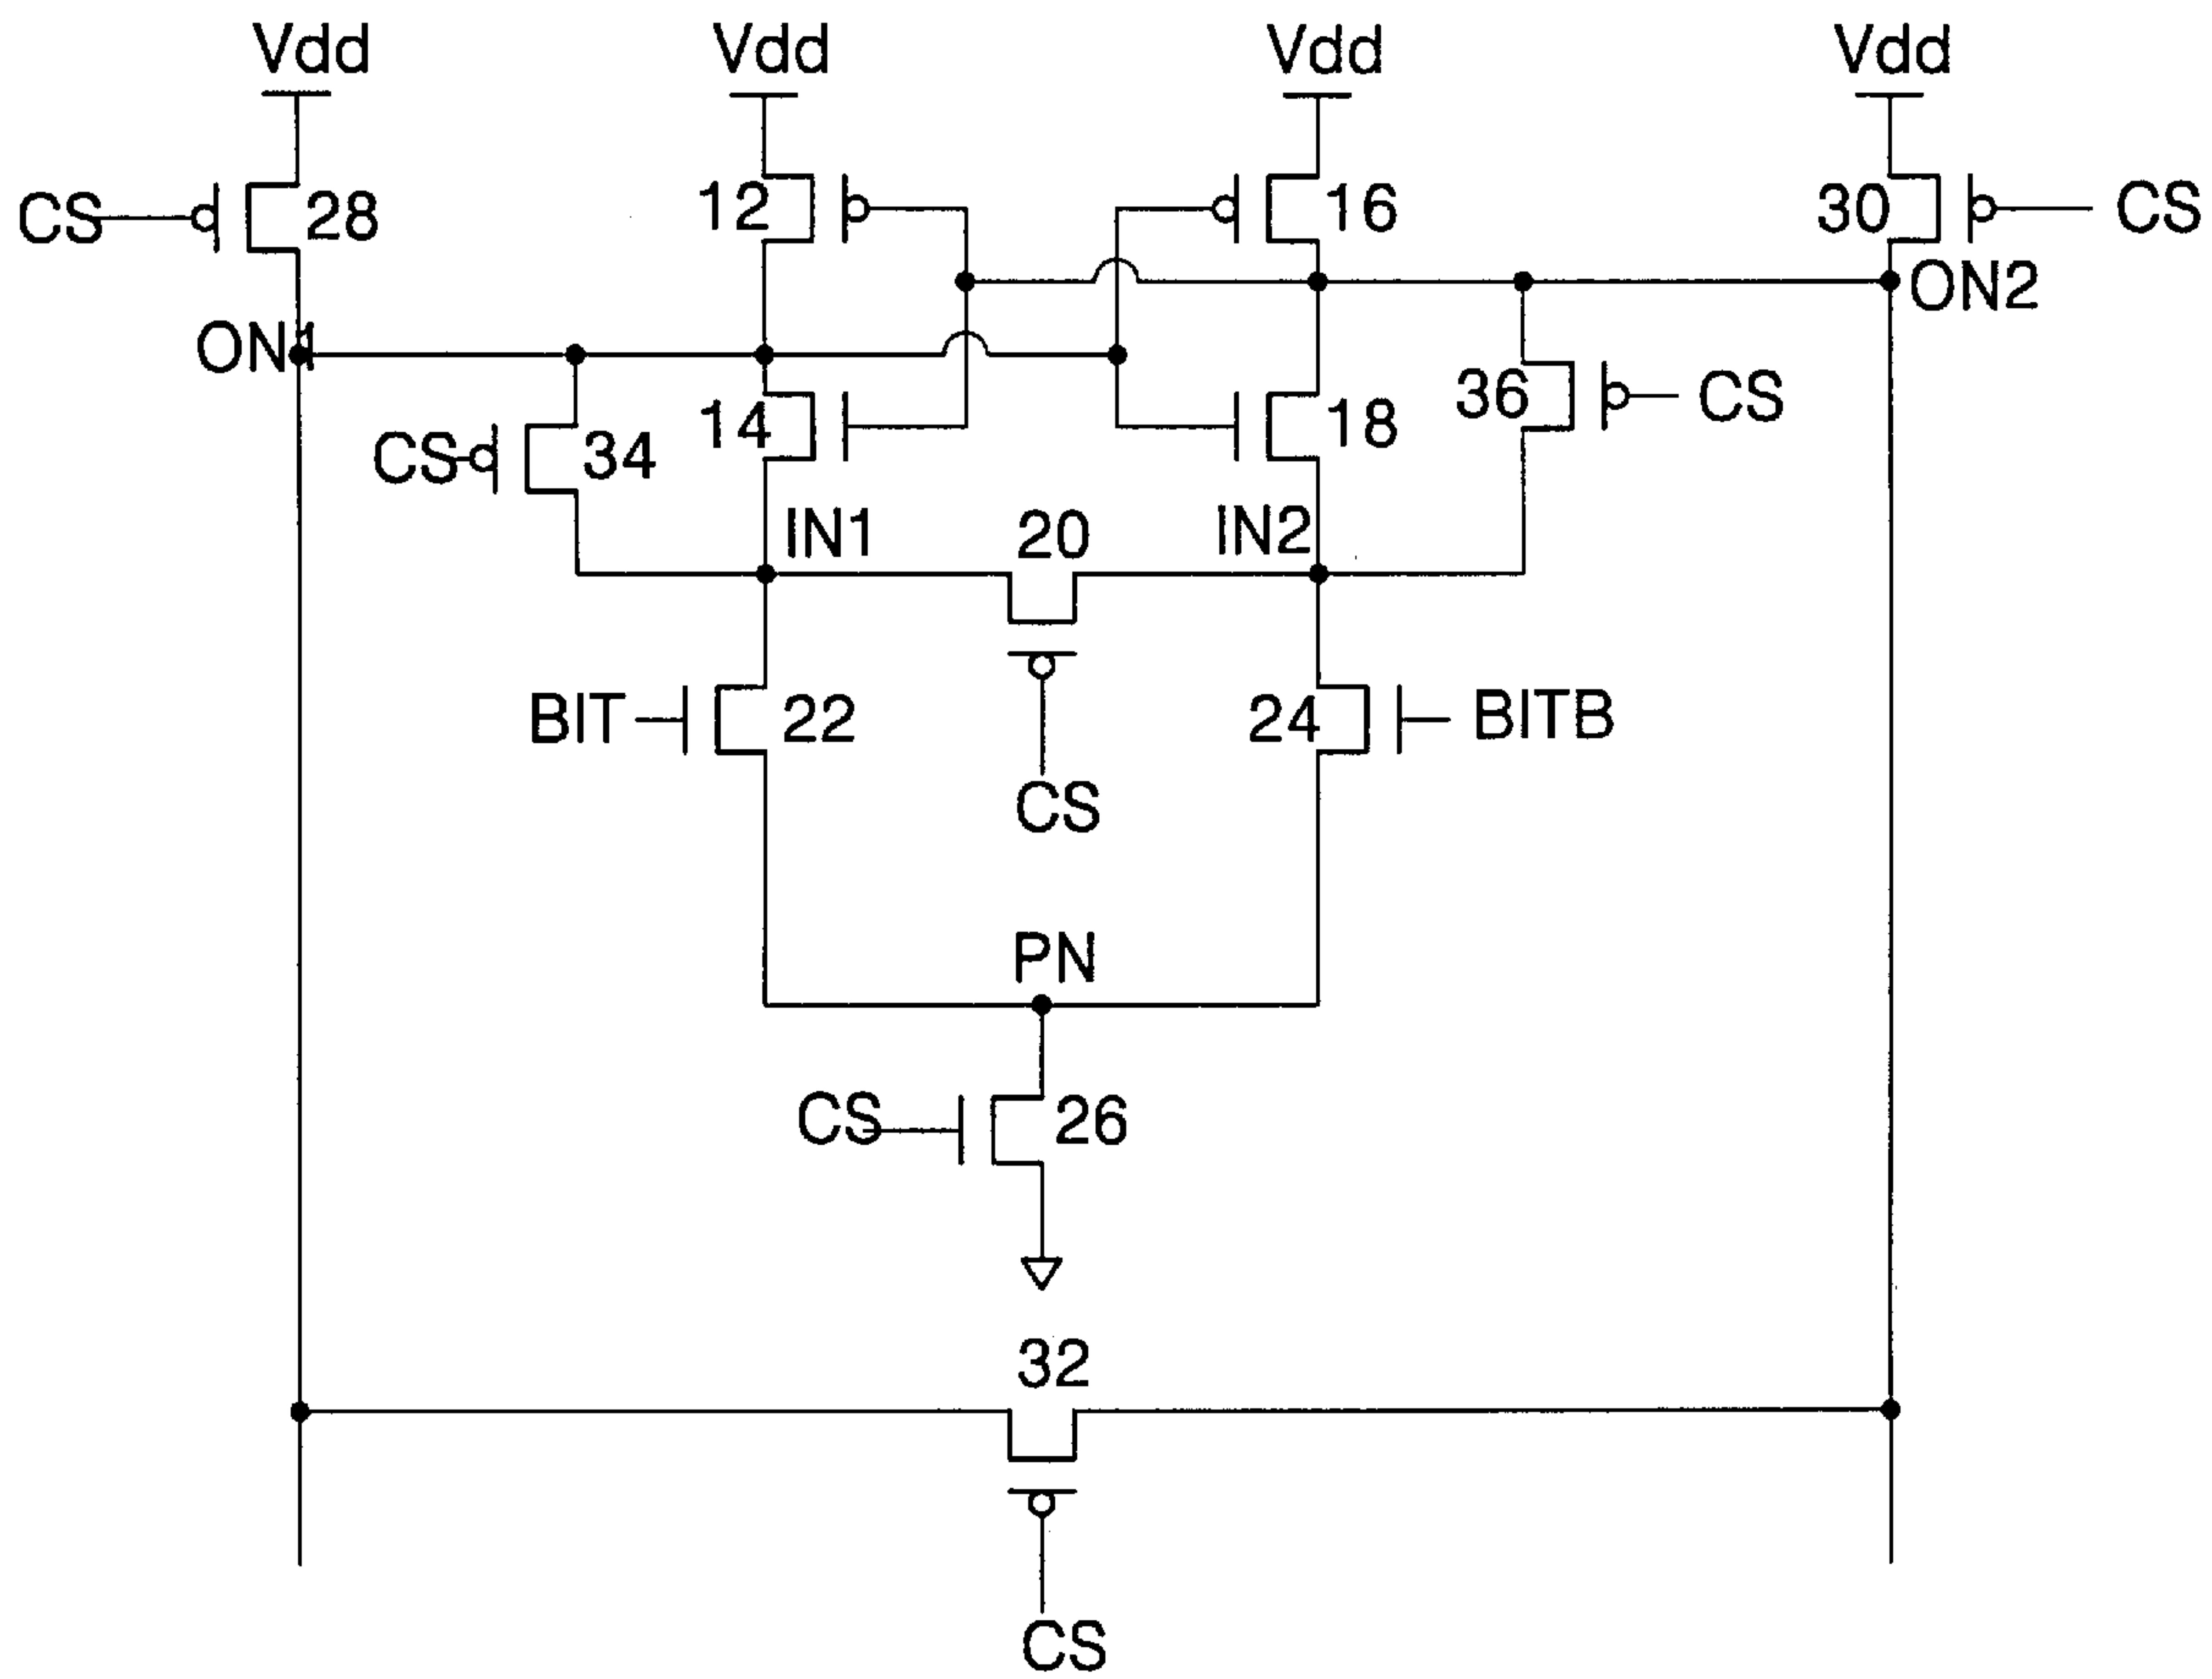 Vdd Vdd Vdd Vdd
CS 28 12 16 30 CS
ON2
ON1
CS 34 14 18 36 CS
IN1 20 IN2
BIT 22 24 BITB
CS
PN
CS 26
32
CS